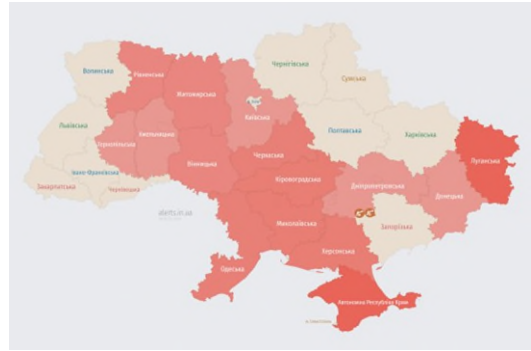 Волинська
Рівненська
Житомирська
Київська
Чернігівська
Сумська
Львівська
Тернопільська
Хмельницька
Вінницька
Черкаська
Полтавська
Харківська
Луганська
Закарпатська
Івано-Франківська
Чернівецька
Кіровоградська
Дніпропетровська
Донецька
alerts.in.ua
GG
Миколаївська
Запорізька
Одеська
Херсонська
Автономна Республіка Крим